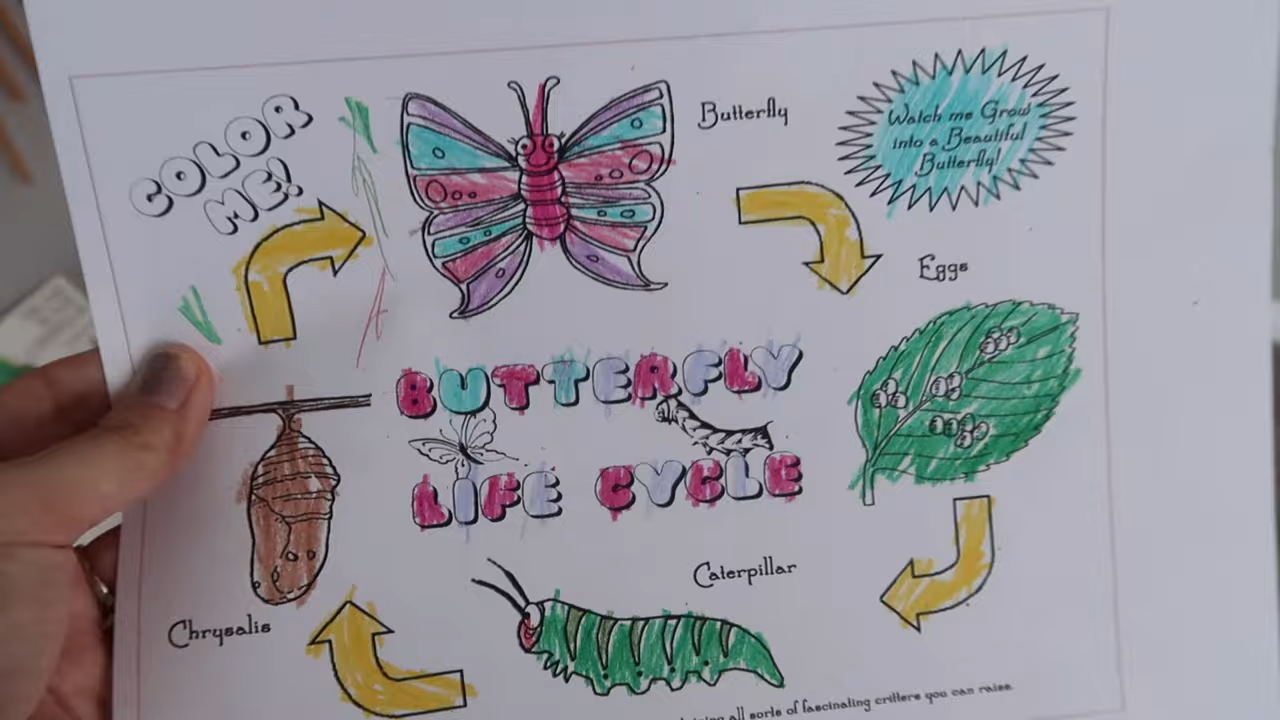 COLOR
ME!
Butterfly
Watch me Grow
into a Beautiful
Butterfly!
Eggs
BUTTERFLY
LIFE CYCLE
Caterpillar
Chrysalis
all sorts of fascinating critters you can raise